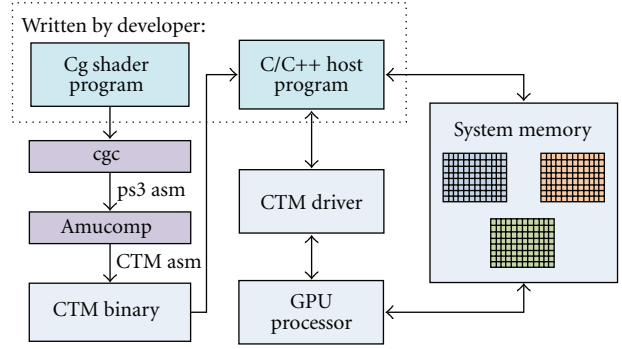 Written by developer:
Cg shader
program
C/C++ host
program
cgc
ps3 asm
Amucomp
CTM asm
CTM binary
CTM driver
GPU
processor
System memory